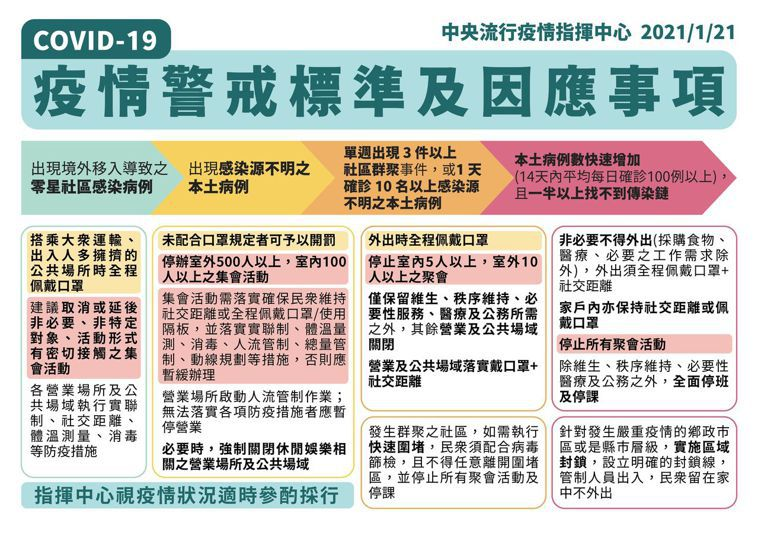 COVID-19
中央流行疫情指揮中心 2021/1/21
疫情警戒標準及因應事項
出現境外移入導致之
零星社區感染病例
出現感染源不明之
本土病例
單週出現 3 件以上
社區群聚事件，或1 天
確診 10 名以上感染源
不明之本土病例
本土病例數快速增加
(14天內平均每日確診100例以上)，
且一半以上找不到傳染鏈
搭乘大眾運輸、
出入人多擁擠的
公共場所時全程
佩戴口罩
建議取消或延後
非必要、非特定
對象、活動形式
有密切接觸之集
會活動
各營業場所及公
共場域執行實聯
制、社交距離、
體溫測量、消毒
等防疫措施
未配合口罩規定者可予以開罰
停辦室外500人以上，室內100
人以上之集會活動
集會活動需落實確保民眾維持
社交距離或全程佩戴口罩/使用
隔板，並落實實聯制、體溫量
測、消毒、人流管制、總量管
制、動線規劃等措施，否則應
暫緩辦理
營業場所啟動人流管制作業；
無法落實各項防疫措施者應暫
停營業
必要時，強制關閉休閒娛樂相
關之營業場所及公共場域
外出時全程佩戴口罩
停止室內5人以上，室外10
人以上之聚會
僅保留維生、秩序維持、必
要性服務、醫療及公務所需
之外，其餘營業及公共場域
關閉
營業及公共場域落實戴口罩+
社交距離
發生群聚之社區，如需執行
快速圍堵，民眾須配合病毒
篩檢，且不得任意離開圍堵
區，並停止所有聚會活動及
停課
非必要不得外出(採購食物、
醫療、必要之工作需求除
外)，外出須全程佩戴口罩+
社交距離
家戶內亦保持社交距離或佩
戴口罩
停止所有聚會活動
除維生、秩序維持、必要性
醫療及公務之外，全面停班
及停課
針對發生嚴重疫情的鄉政市
區或是縣市層級，實施區域
封鎖，設立明確的封鎖線，
管制人員出入，民眾留在家
中不外出
指揮中心視疫情狀況適時參酌採行